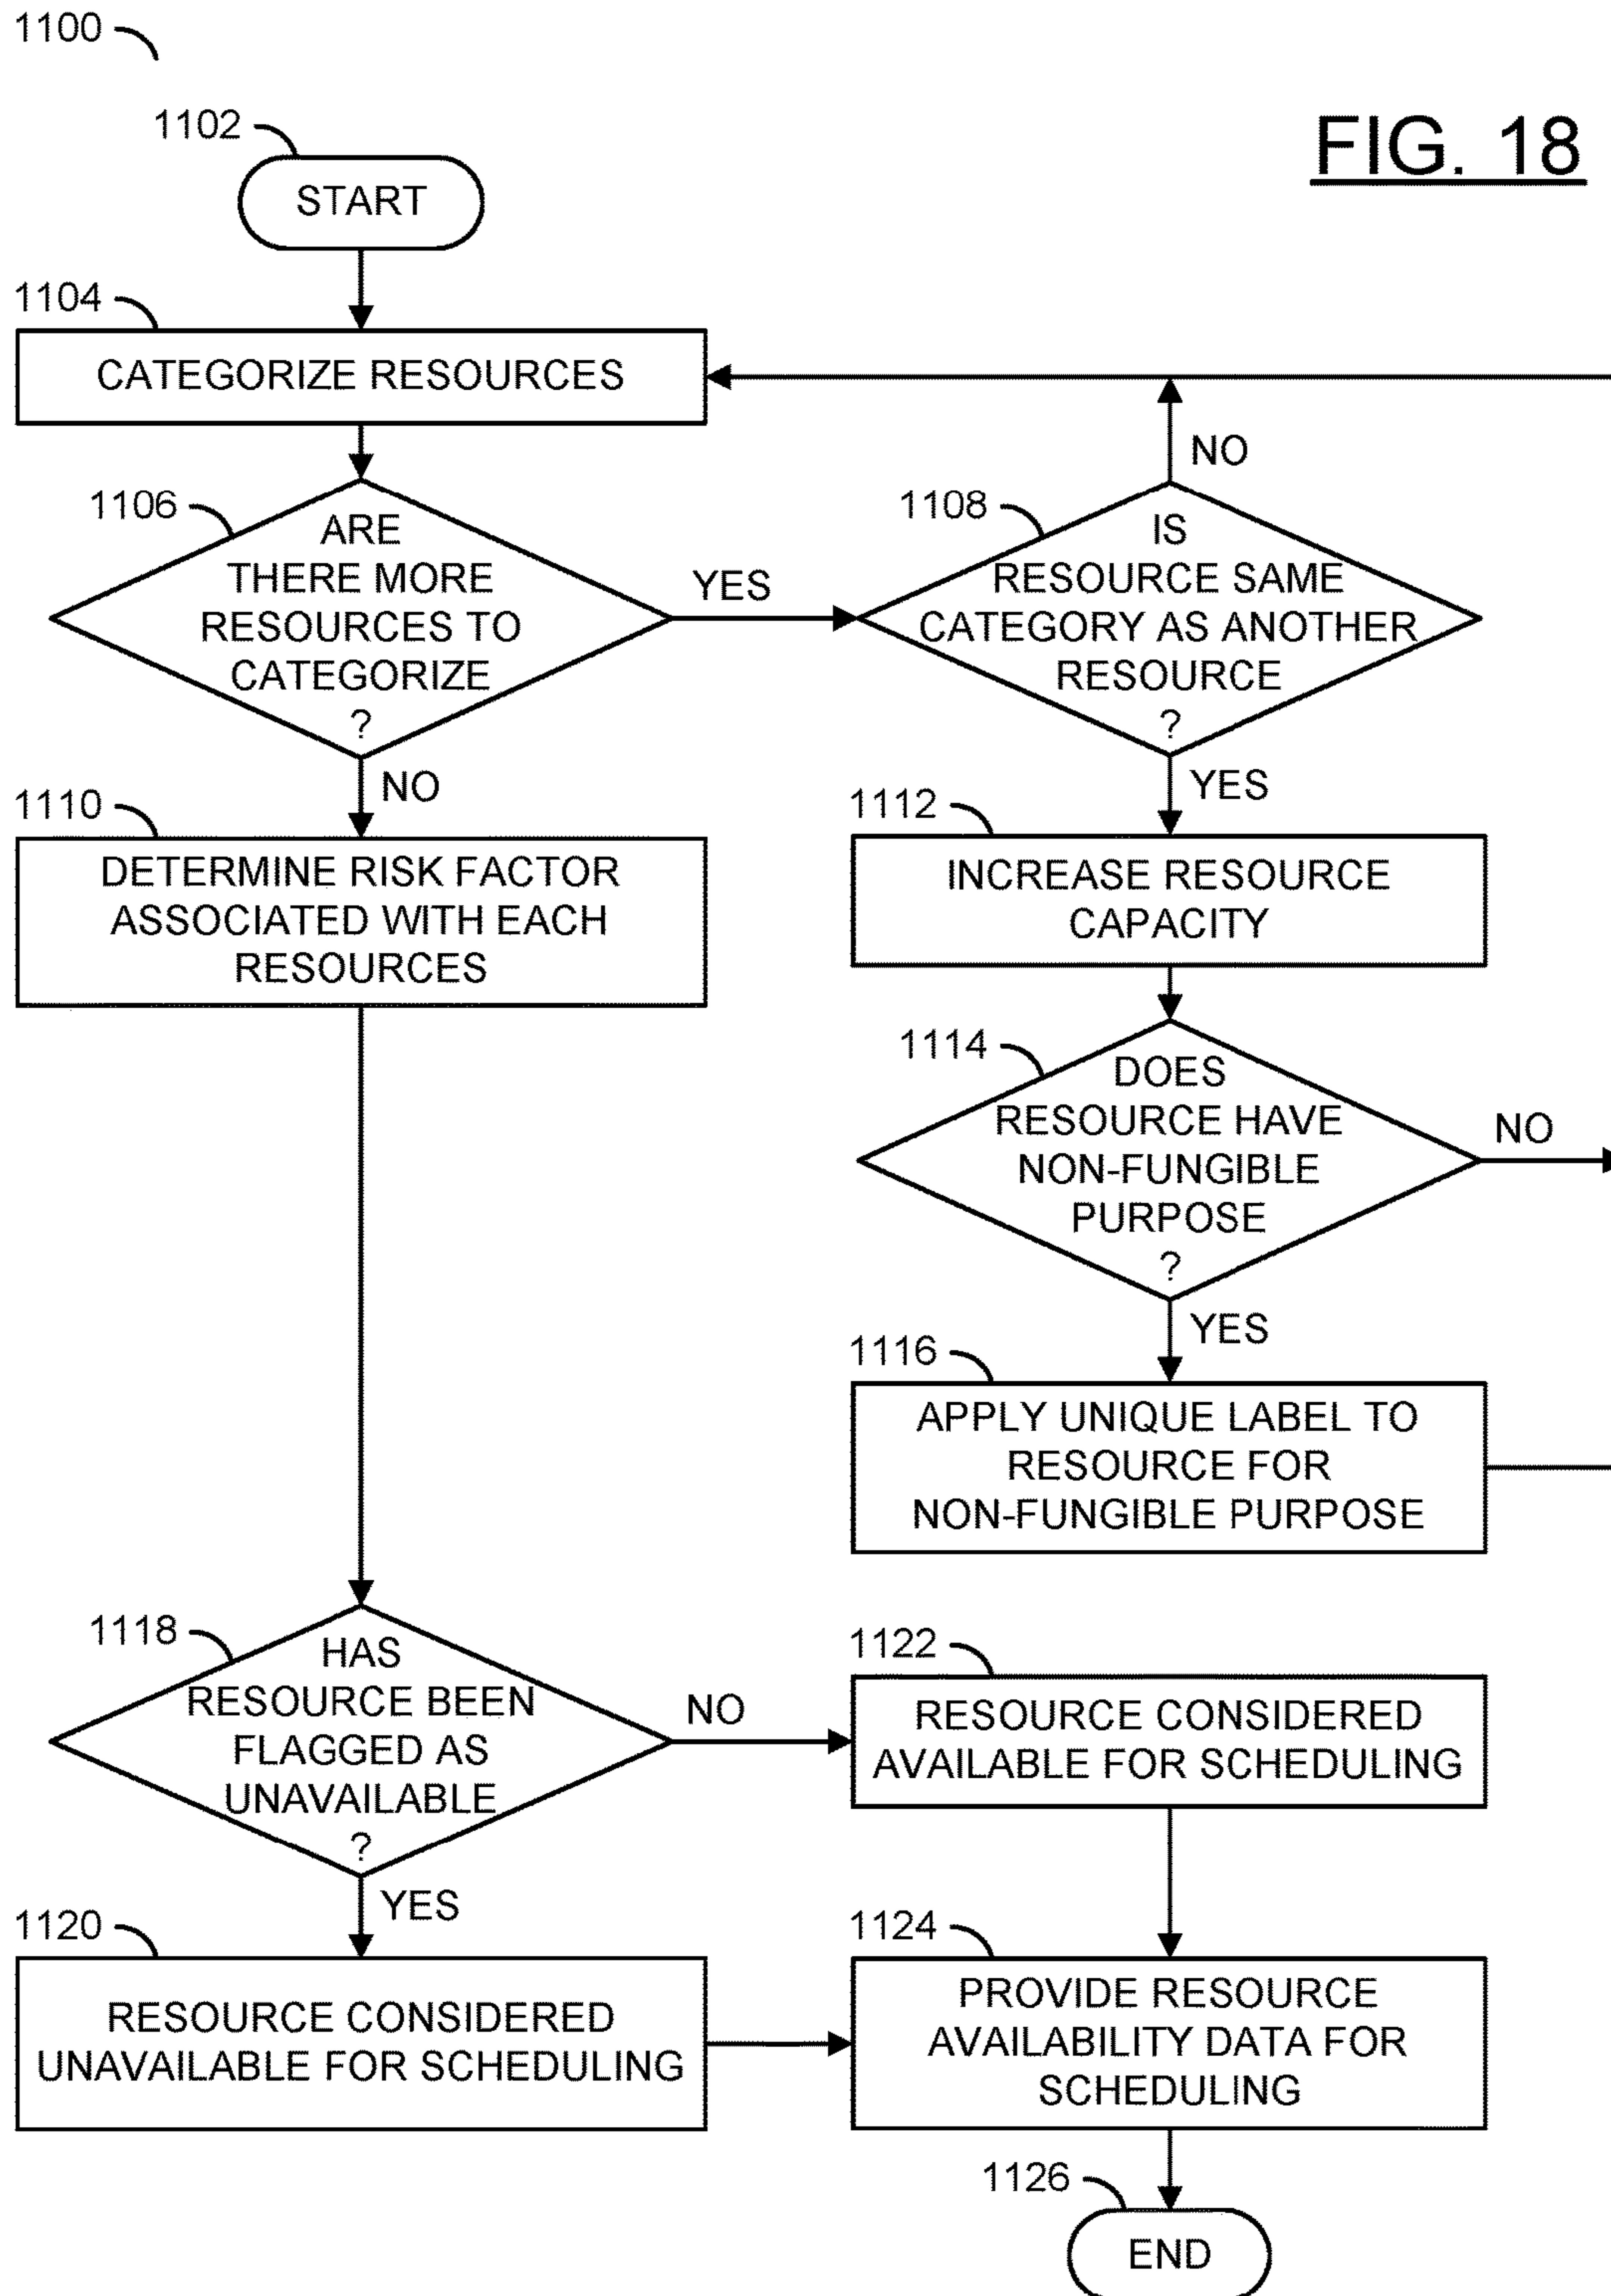 1100
1102
FIG. 18
START
1104
CATEGORIZE RESOURCES
NO
1106
ARE
THERE MORE
RESOURCES TO
CATEGORIZE
?
YES
1108
IS
RESOURCE SAME
CATEGORY AS ANOTHER
RESOURCE
?
NO
YES
1110
DETERMINE RISK FACTOR
ASSOCIATED WITH EACH
RESOURCES
1112
INCREASE RESOURCE
CAPACITY
1114
DOES
RESOURCE HAVE
NON-FUNGIBLE
PURPOSE
?
NO
YES
1116
APPLY UNIQUE LABEL TO
RESOURCE FOR
NON-FUNGIBLE PURPOSE
1118
HAS
RESOURCE BEEN
FLAGGED AS
UNAVAILABLE
?
NO
1122
RESOURCE CONSIDERED
AVAILABLE FOR SCHEDULING
YES
1120
RESOURCE CONSIDERED
UNAVAILABLE FOR SCHEDULING
1124
PROVIDE RESOURCE
AVAILABILITY DATA FOR
SCHEDULING
1126
END